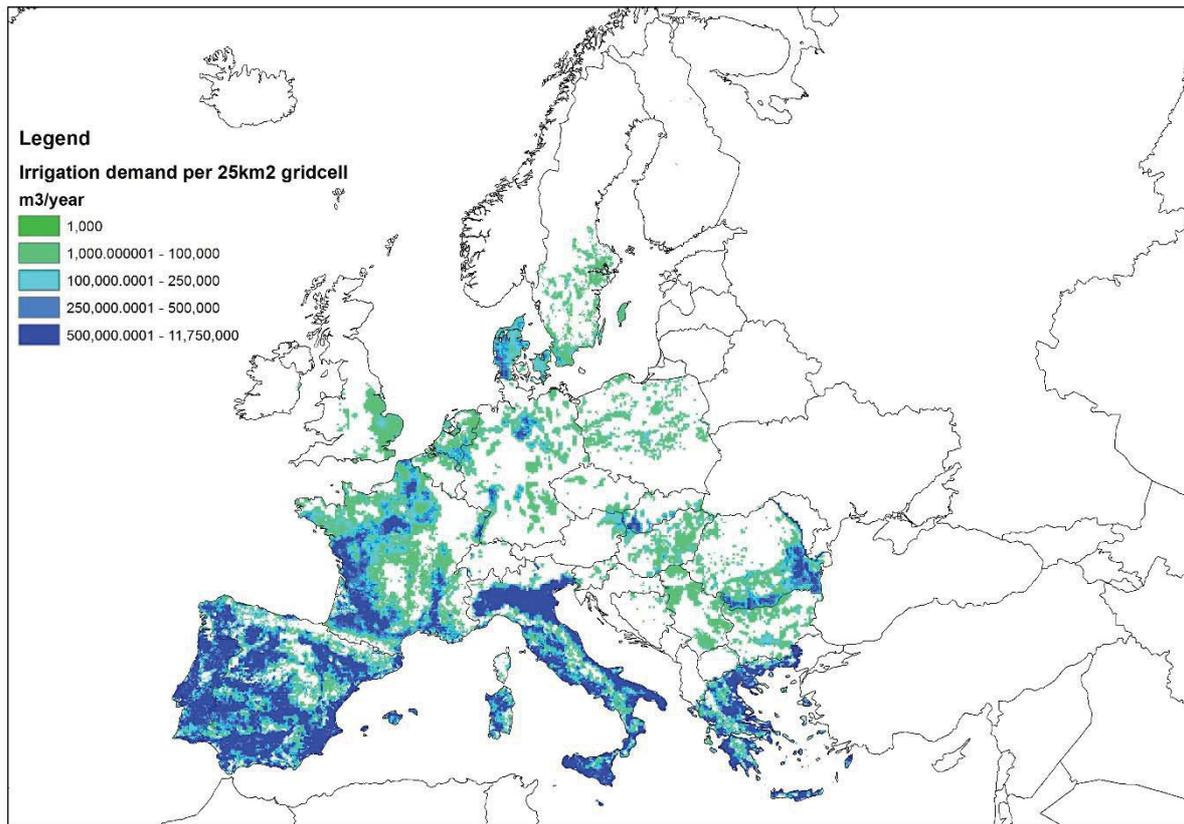 Legend
Irrigation demand per 25km2 gridcell
m3/year
1,000
1,000.000001 - 100,000
100,000.0001 - 250,000
250,000.0001 - 500,000
500,000.0001 - 11,750,000